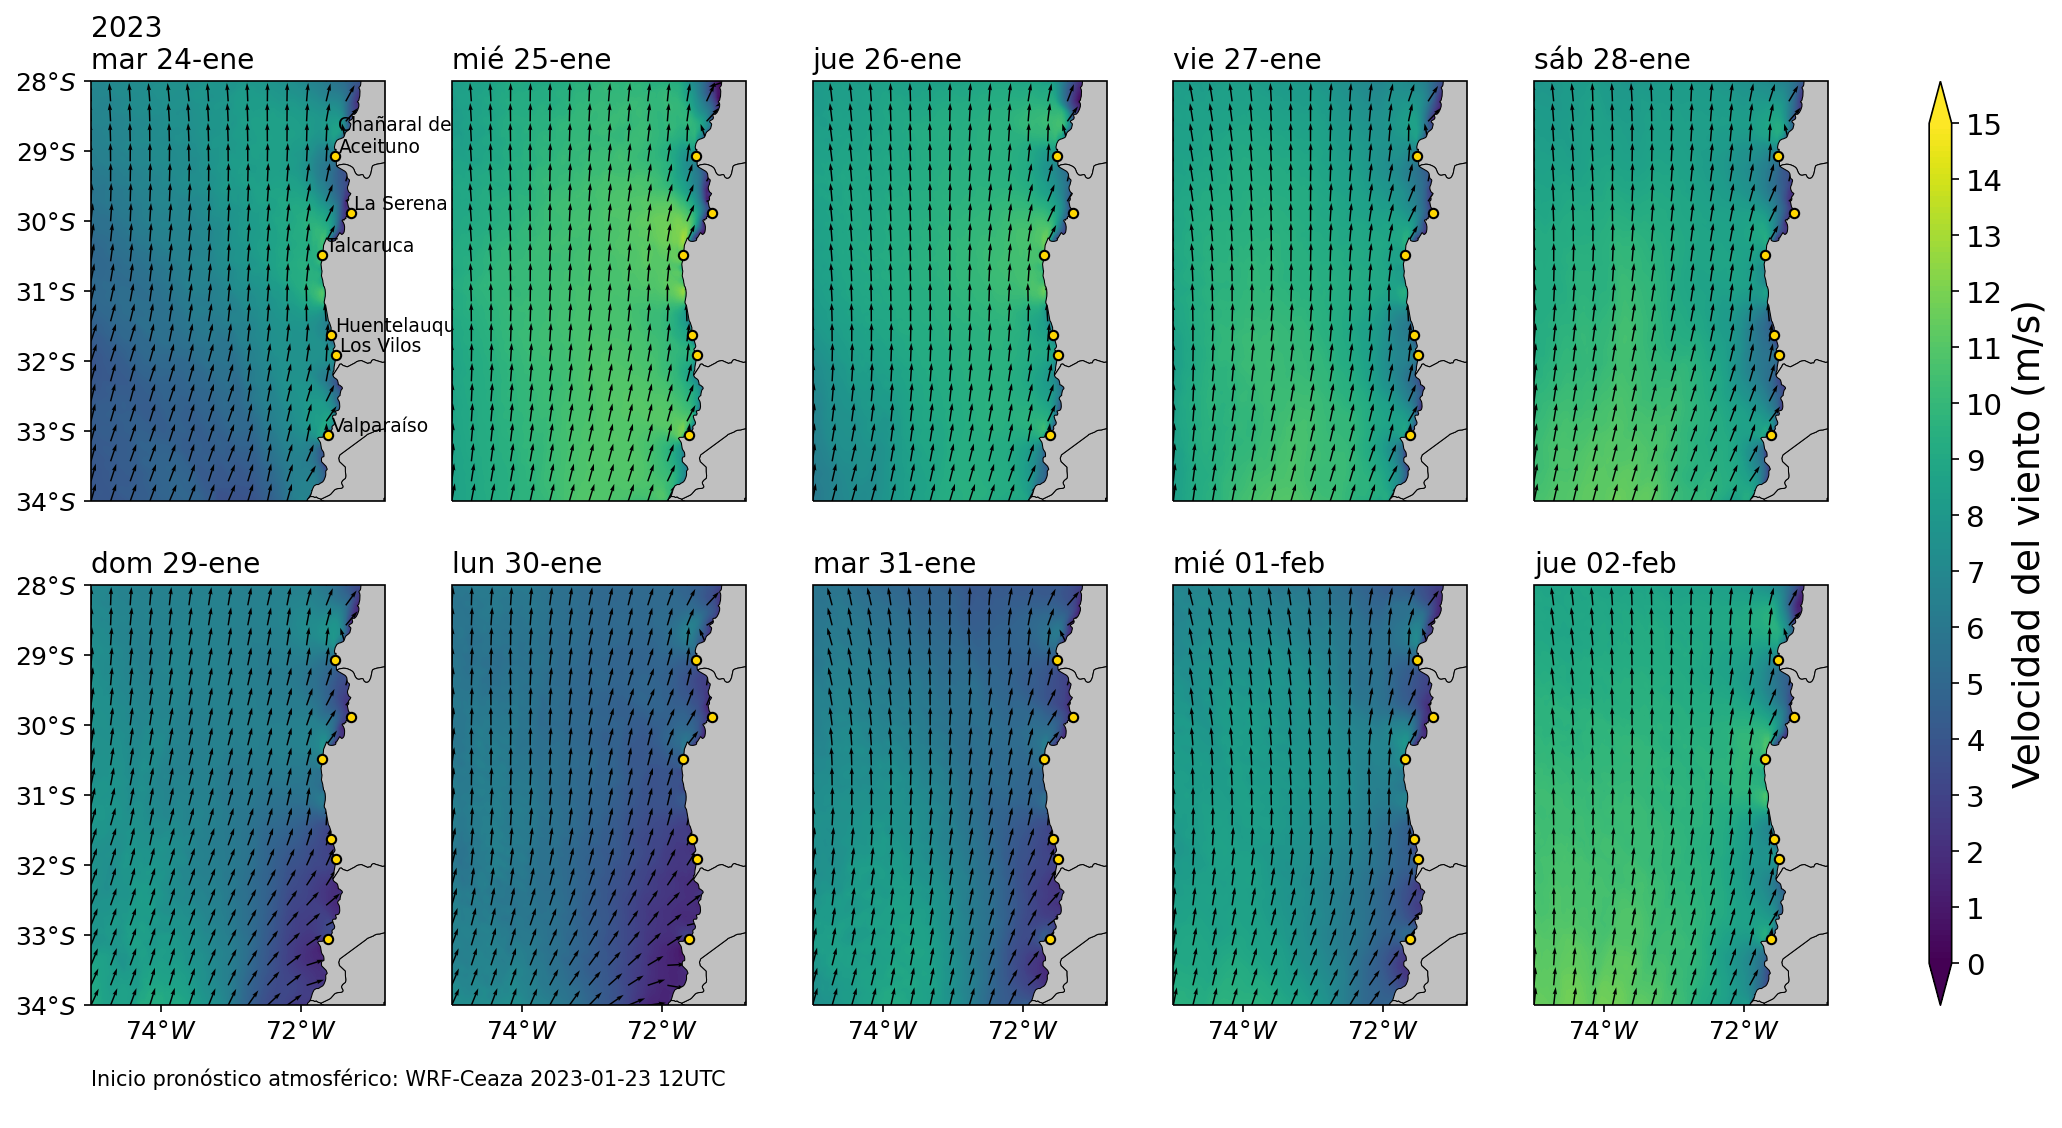 2023
mar 24-ene
mié 25-ene
jue 26-ene
vie 27-ene
sáb 28-ene
28°S
29°S
30°S
31°S
32°S
33°S
34°S
Chañaral de
Aceituno
La Serena
Talcaruca
Huentelauqu
Los Vilos
Valparaíso
dom 29-ene
lun 30-ene
mar 31-ene
mié 01-feb
jue 02-feb
28°S
29°S
30°S
31°S
32°S
33°S
34°S
74°W 72°W
74°W 72°W
74°W 72°W
74°W 72°W
74°W 72°W
15
14
13
12
11
10
9
8
7
6
5
4
3
2
1
0
Velocidad del viento (m/s)
Inicio pronóstico atmosférico: WRF-Ceaza 2023-01-23 12UTC